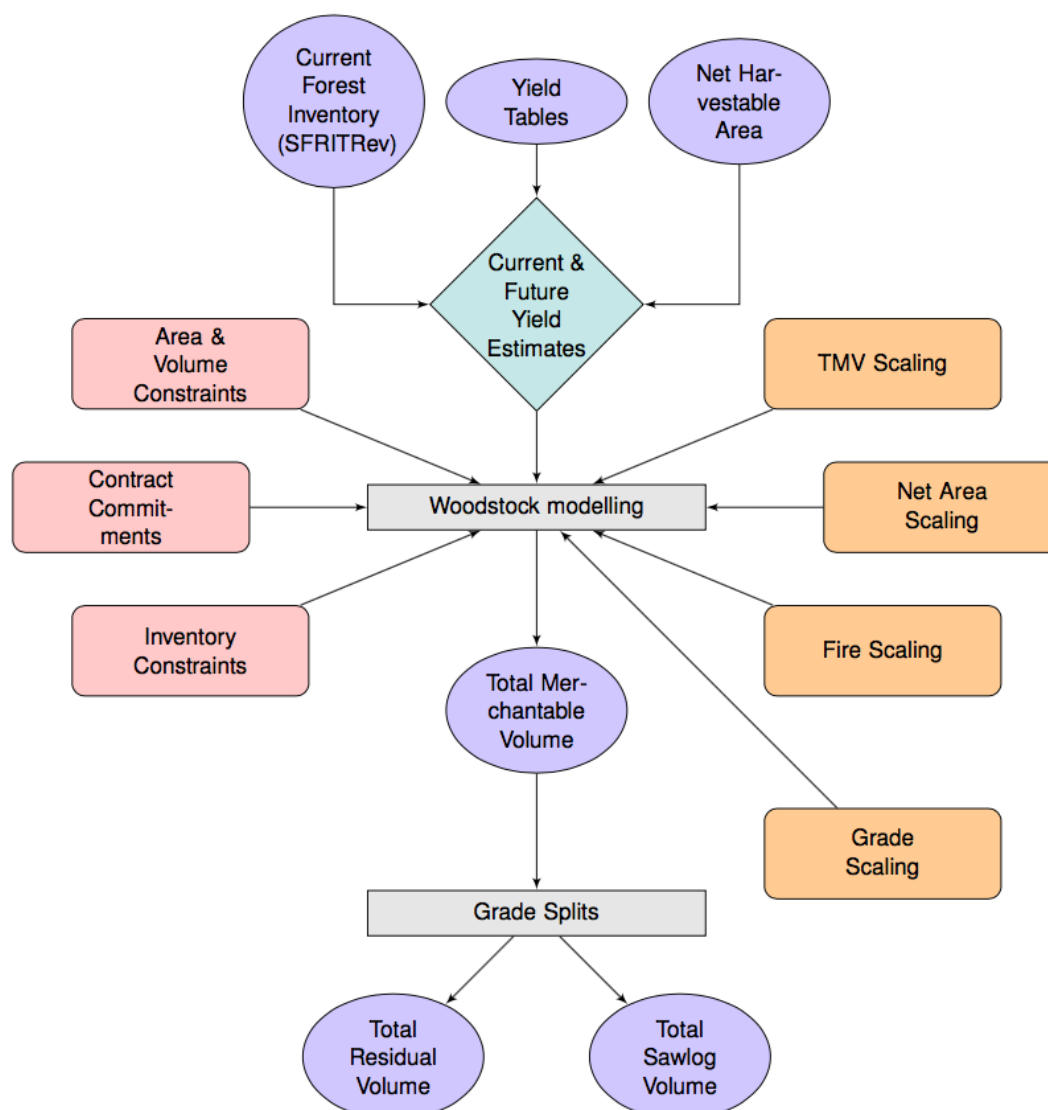 Current
Forest
Inventory
(SFRITRev)
Yield
Tables
Net Har-
vestable
Area
Current &
Future
Yield
Estimates
Area &
Volume
Constraints
TMV Scaling
Contract
Commit-
ments
Woodstock modelling
Net Area
Scaling
Inventory
Constraints
Fire Scaling
Total Mer-
chantable
Volume
Grade
Scaling
Grade Splits
Total
Residual
Volume
Total
Sawlog
Volume